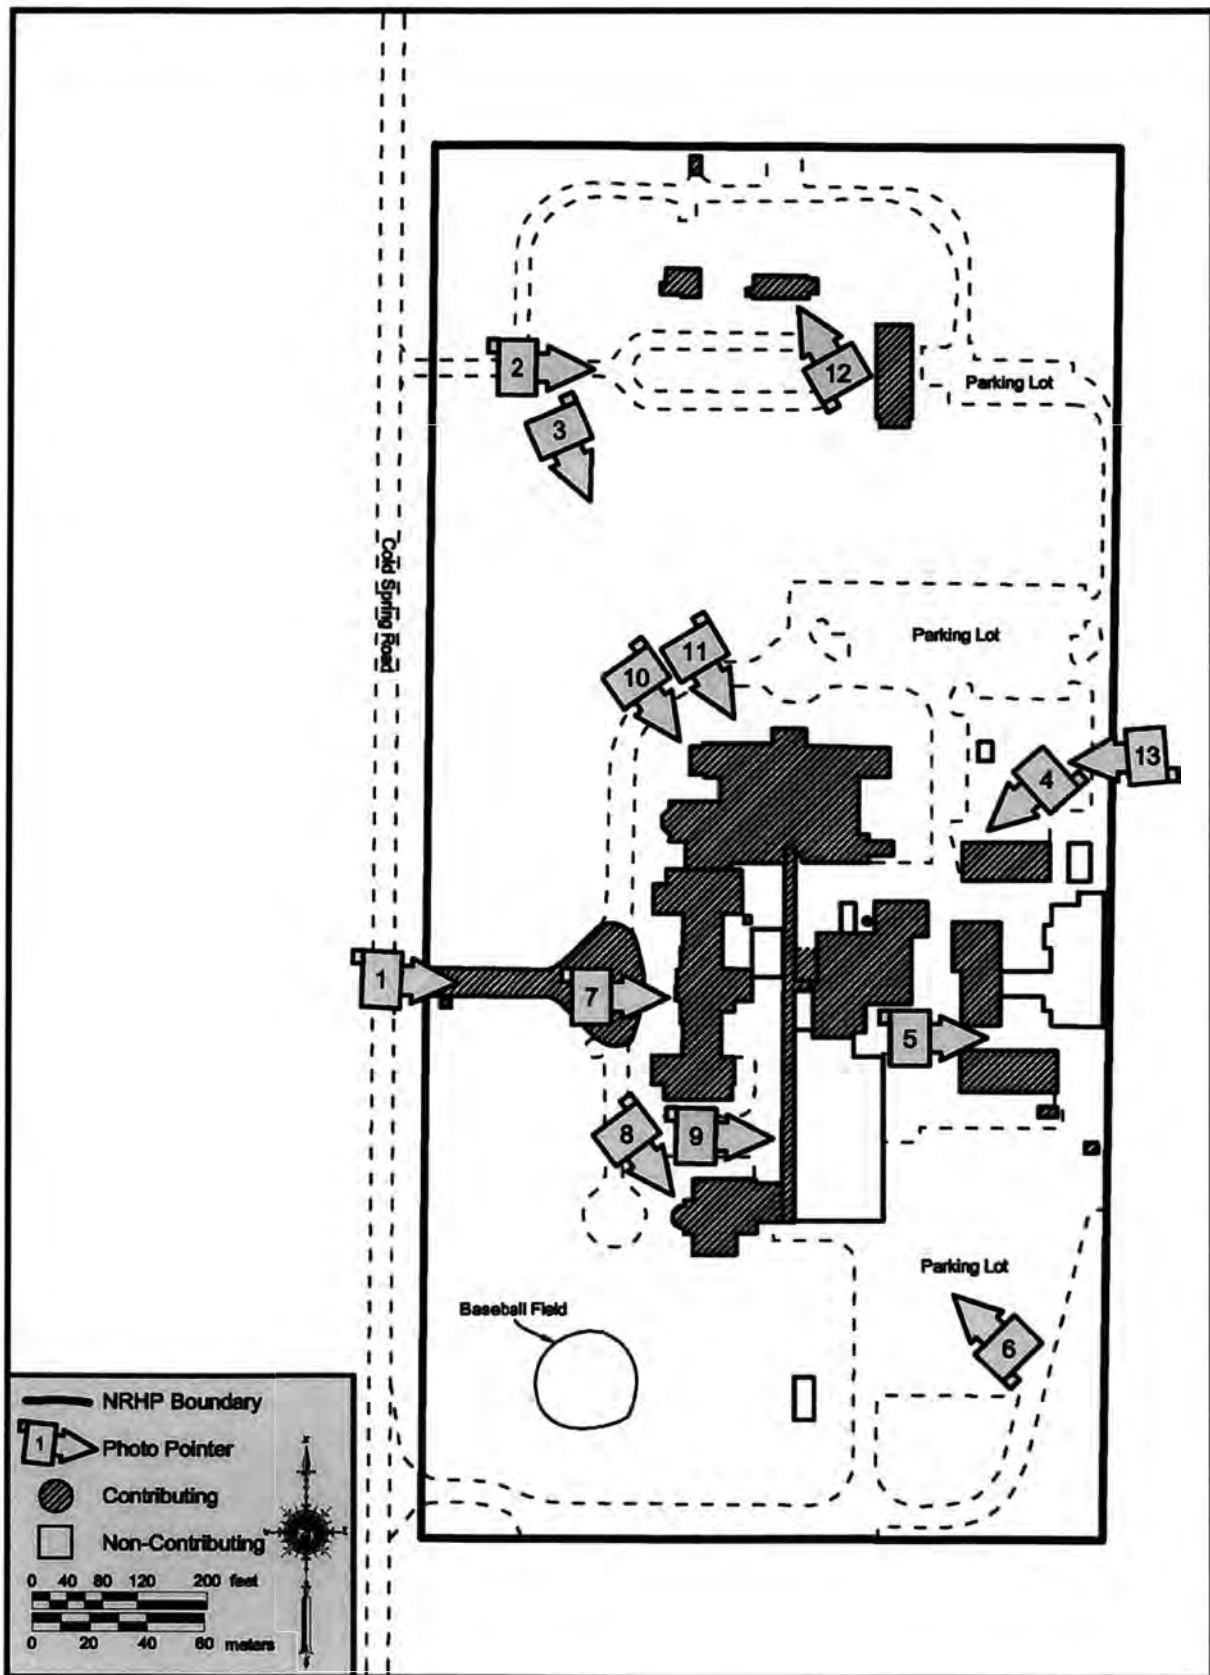 2
3
12
Parking Lot
Cold Spring Road
10
11
Parking Lot
4
13
1
7
5
8
9
Parking Lot
6
Baseball Field
NRHP Boundary
1
Photo Pointer
Contributing
Non-Contributing
0 40 80 120 200 feet
0 20 40 60 meters